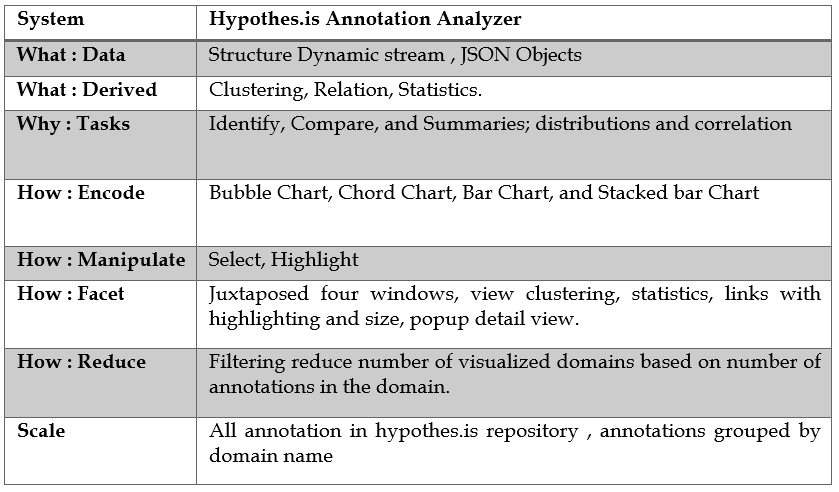 System Hypothes.is Annotation Analyzer
What : Data Structure Dynamic stream , JSON Objects
What : Derived Clustering, Relation, Statistics.
Why : Tasks Identify, Compare, and Summaries; distributions and correlation
How : Encode Bubble Chart, Chord Chart, Bar Chart, and Stacked bar Chart
How : Manipulate Select, Highlight
How : Facet Juxtaposed four windows, view clustering, statistics, links with
highlighting and size, popup detail view.
How : Reduce Filtering reduce number of visualized domains based on number of
annotations in the domain.
Scale All annotation in hypothes.is repository , annotations grouped by
domain name